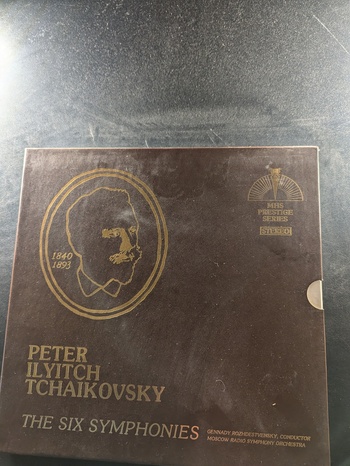 MHS
PRESTIGE
SERIES
STEREO
1840
1893
PETER
ILYITCH
TCHAIKOVSKY
THE SIX SYMPHONIES
GENNADY ROZHDESTVENSKY, CONDUCTOR
MOSCOW RADIO SYMPHONY ORCHESTRA